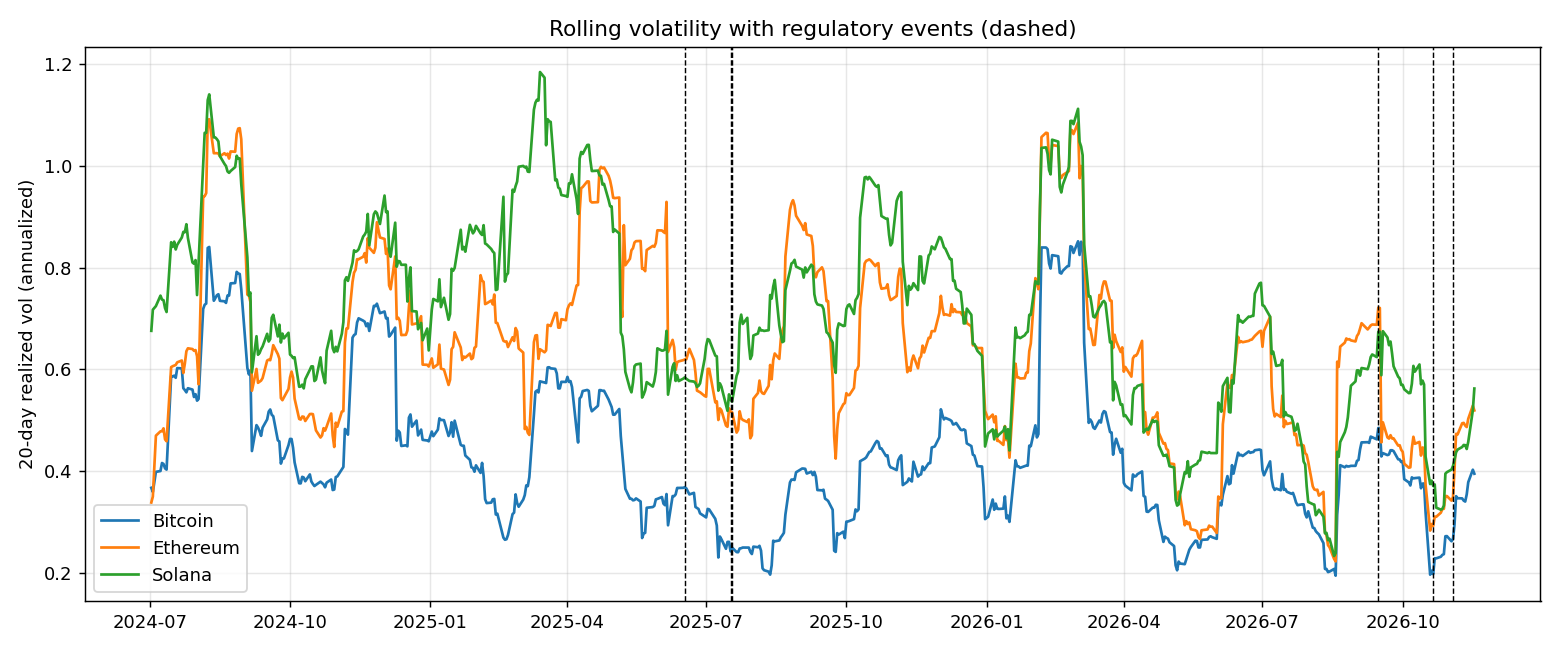 Rolling volatility with regulatory events (dashed)
20-day realized vol (annualized)
1.2
1.0
0.8
0.6
0.4
0.2
Bitcoin
Ethereum
Solana
2024-07 2024-10 2025-01 2025-04 2025-07 2025-10 2026-01 2026-04 2026-07 2026-10